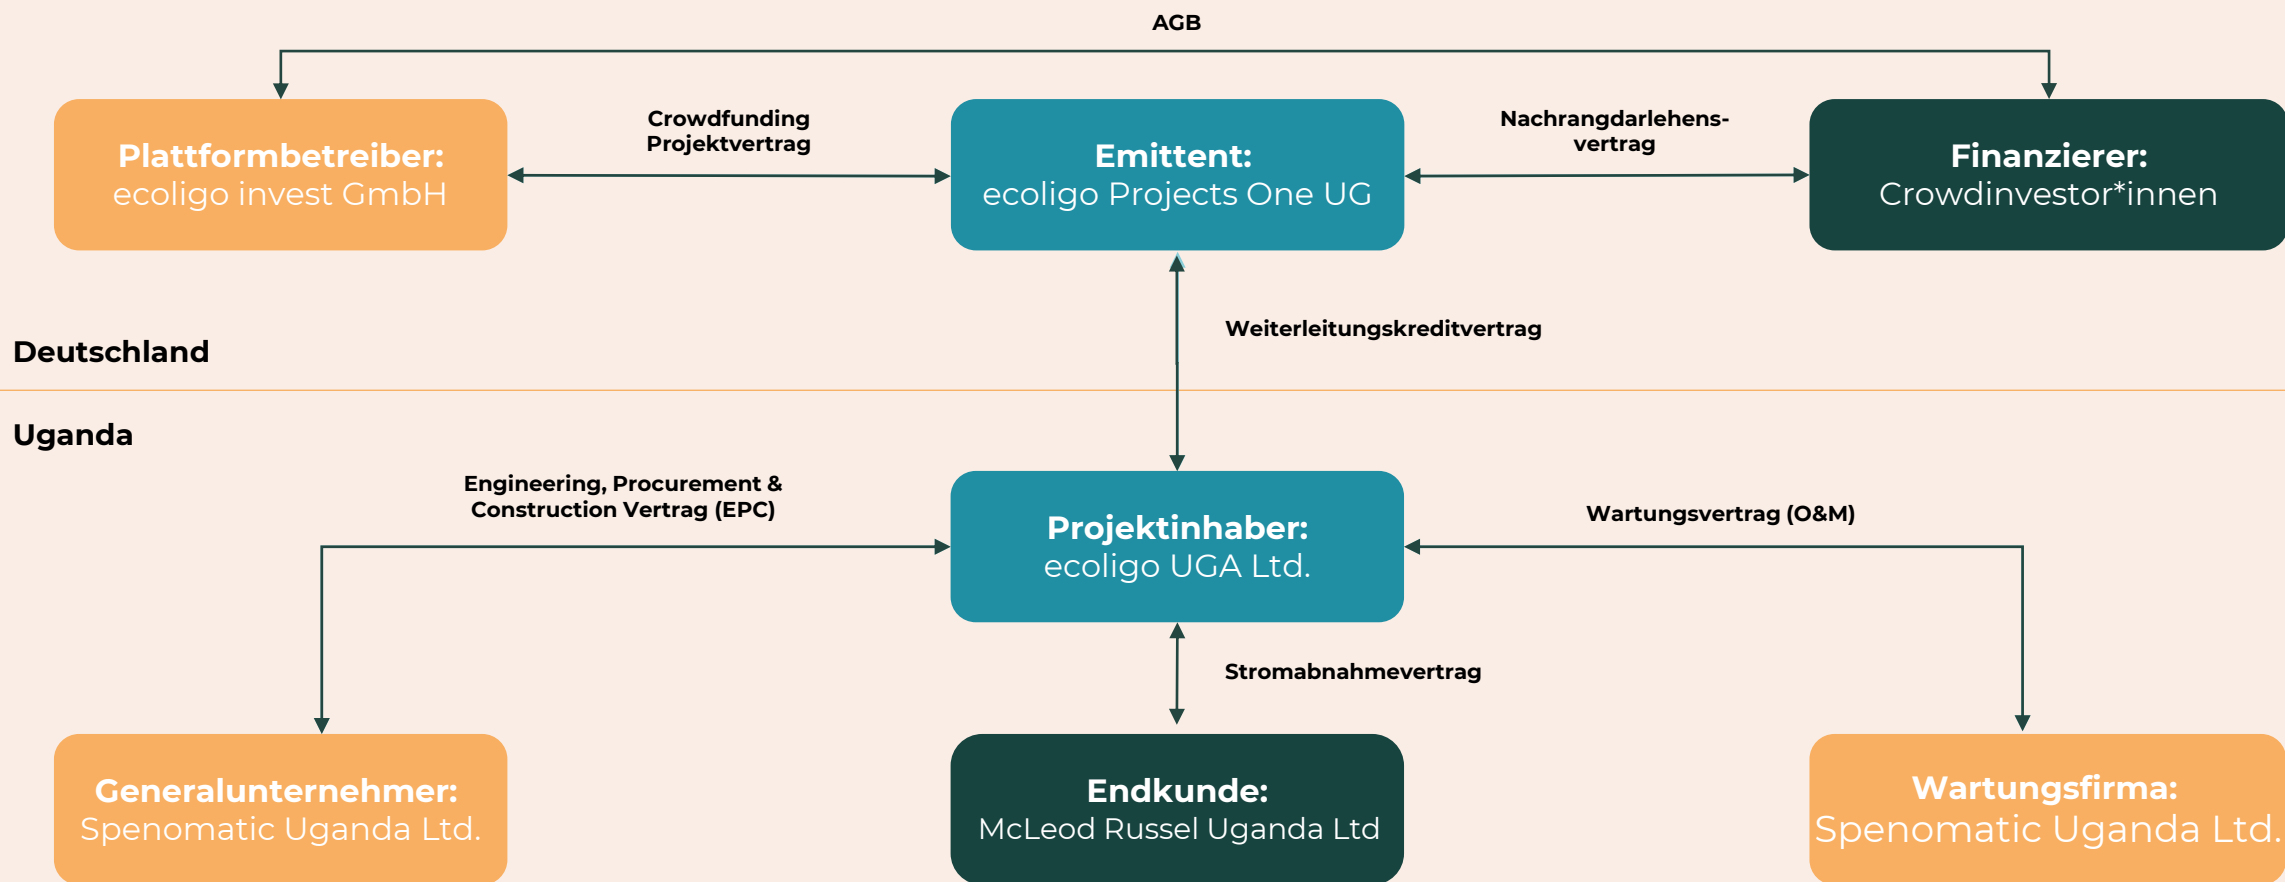 AGB
Crowdfunding
Projektvertrag
Nachrangdarlehens-
vertrag
Plattformbetreiber:
ecoligo invest GmbH
Emittent:
ecoligo Projects One UG
Finanzierer:
Crowdinvestor*innen
Weiterleitungskreditvertrag
Deutschland
Uganda
Engineering, Procurement &
Construction Vertrag (EPC)
Wartungsvertrag (O&M)
Projektinhaber:
ecoligo UGA Ltd.
Stromabnahmevertrag
Generalunternehmer:
Spenomatic Uganda Ltd.
Endkunde:
McLeod Russel Uganda Ltd
Wartungsfirma:
Spenomatic Uganda Ltd.